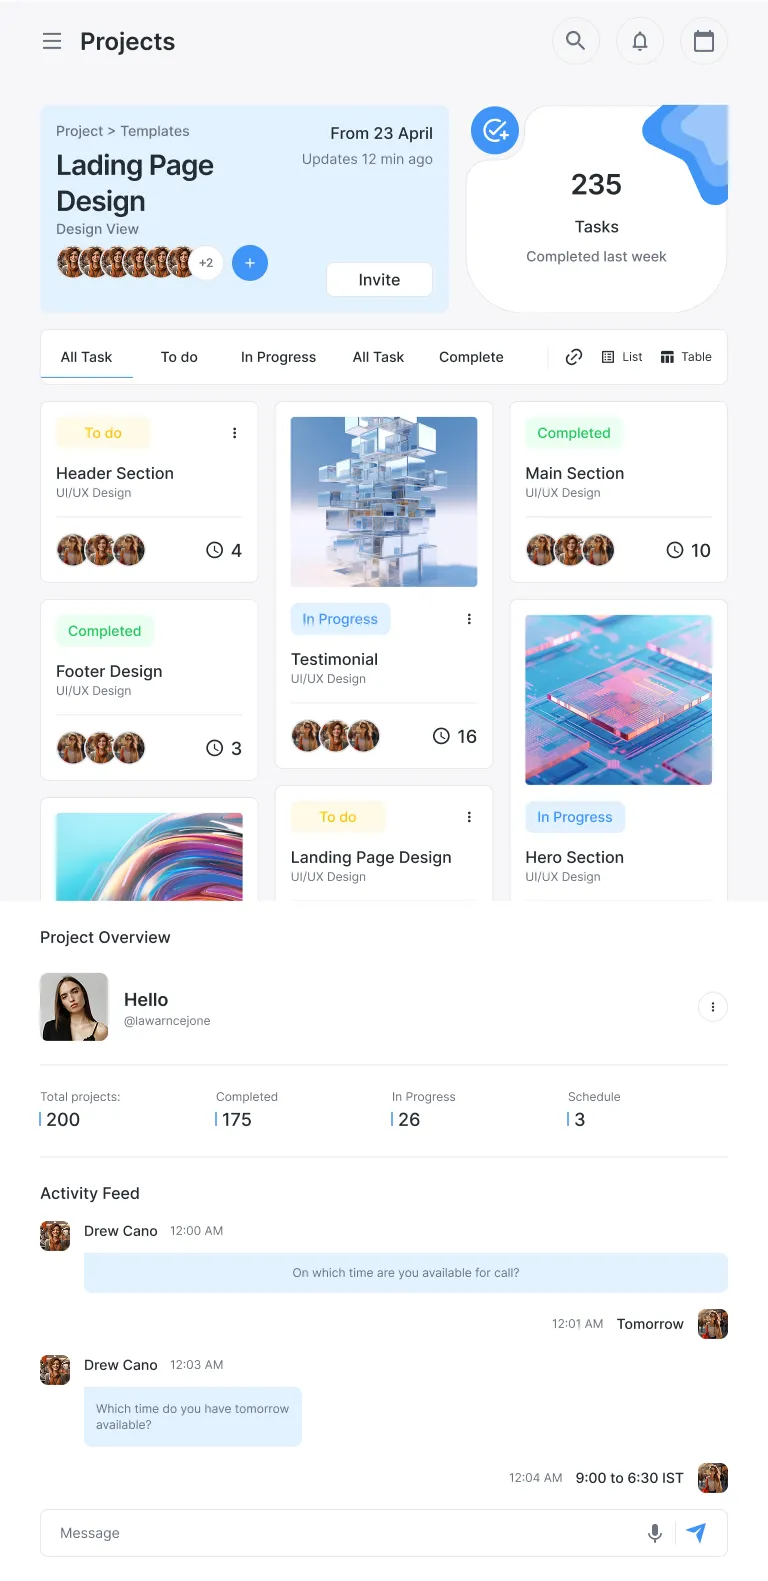 Projects
Project > Templates
From 23 April
Lading Page
Updates 12 min ago
Design
Design View
+2
+
Invite
235
Tasks
Completed last week
All Task
To do
In Progress
All Task
Complete
List
Table
To do
Header Section
UI/UX Design
4
Completed
Footer Design
UI/UX Design
3
In Progress
Testimonial
UI/UX Design
16
To do
Landing Page Design
UI/UX Design
Completed
Main Section
UI/UX Design
10
In Progress
Hero Section
UI/UX Design
Project Overview
Hello
@lawarncejone
Total projects:
200
Completed
175
In Progress
26
Schedule
3
Activity Feed
Drew Cano 12:00 AM
On which time are you available for call?
12:01 AM Tomorrow
Drew Cano 12:03 AM
Which time do you have tomorrow
available?
12:04 AM 9:00 to 6:30 IST
Message